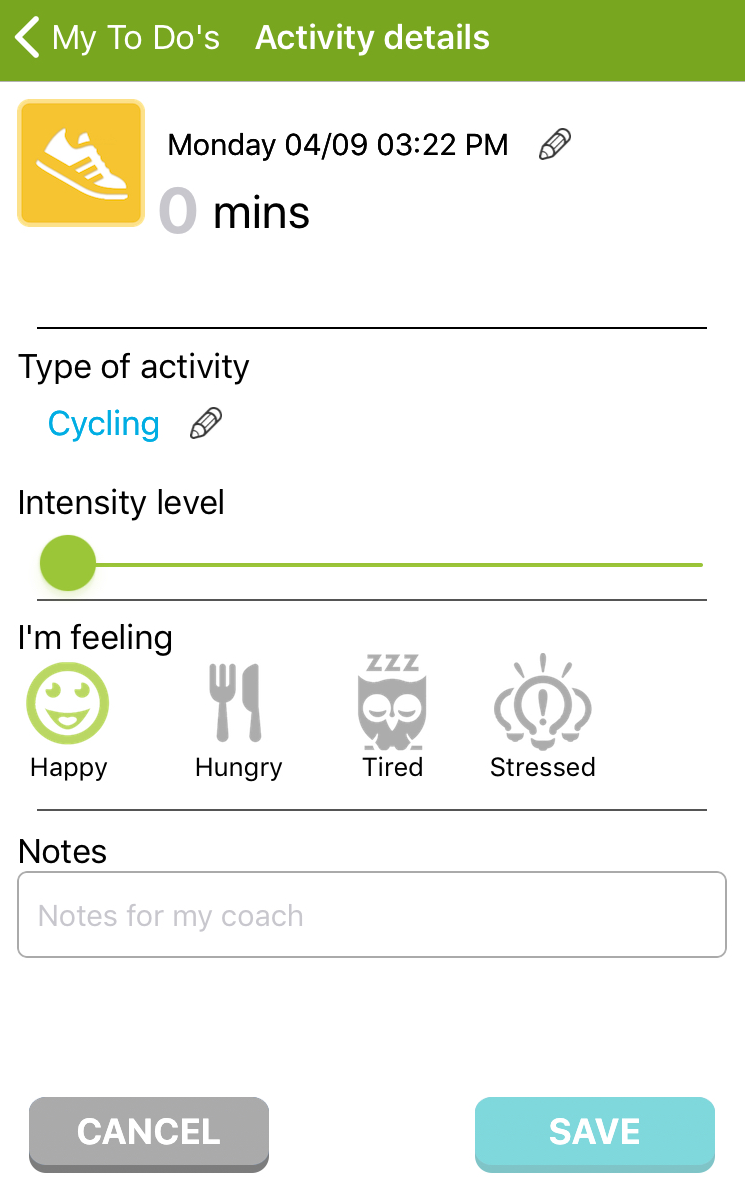 My To Do's Activity details
Monday 04/09 03:22 PM
0 mins
Type of activity
Cycling
Intensity level
I'm feeling
zzz
Happy Hungry Tired Stressed
Notes
Notes for my coach
CANCEL SAVE